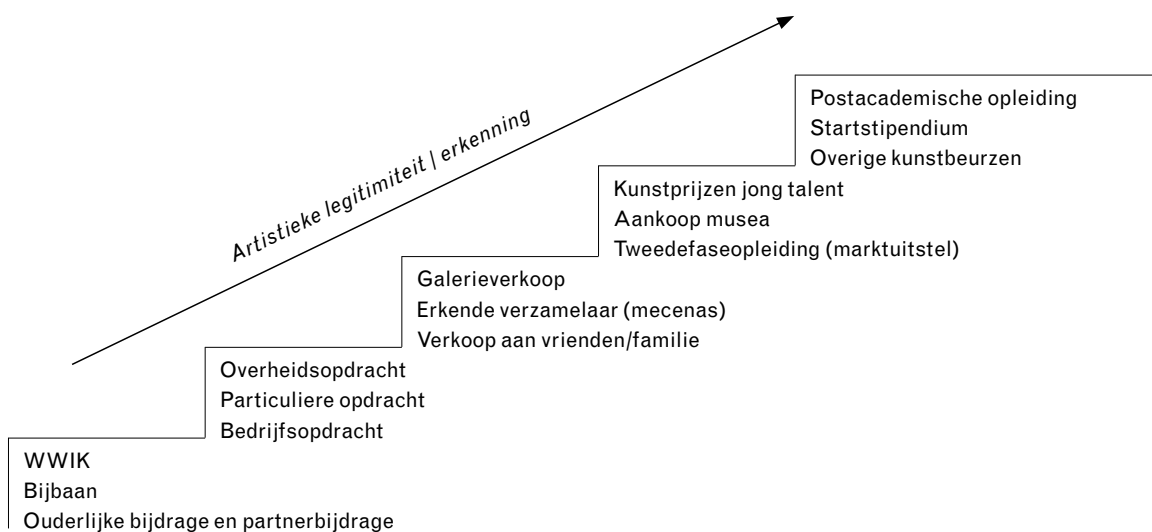 Artistieke legitimiteit | erkenning
Postacademische opleiding
Startstipendium
Overige kunstbeurzen
Kunstprijzen jong talent
Aankoop musea
Tweedefaseopleiding (marktuitstel)
Galerieverkoop
Erkende verzamelaar (mecenas)
Verkoop aan vrienden/familie
Overheidsopdracht
Particuliere opdracht
Bedrijfsopdracht
WWIK
Bijbaan
Ouderlijke bijdrage en partnerbijdrage